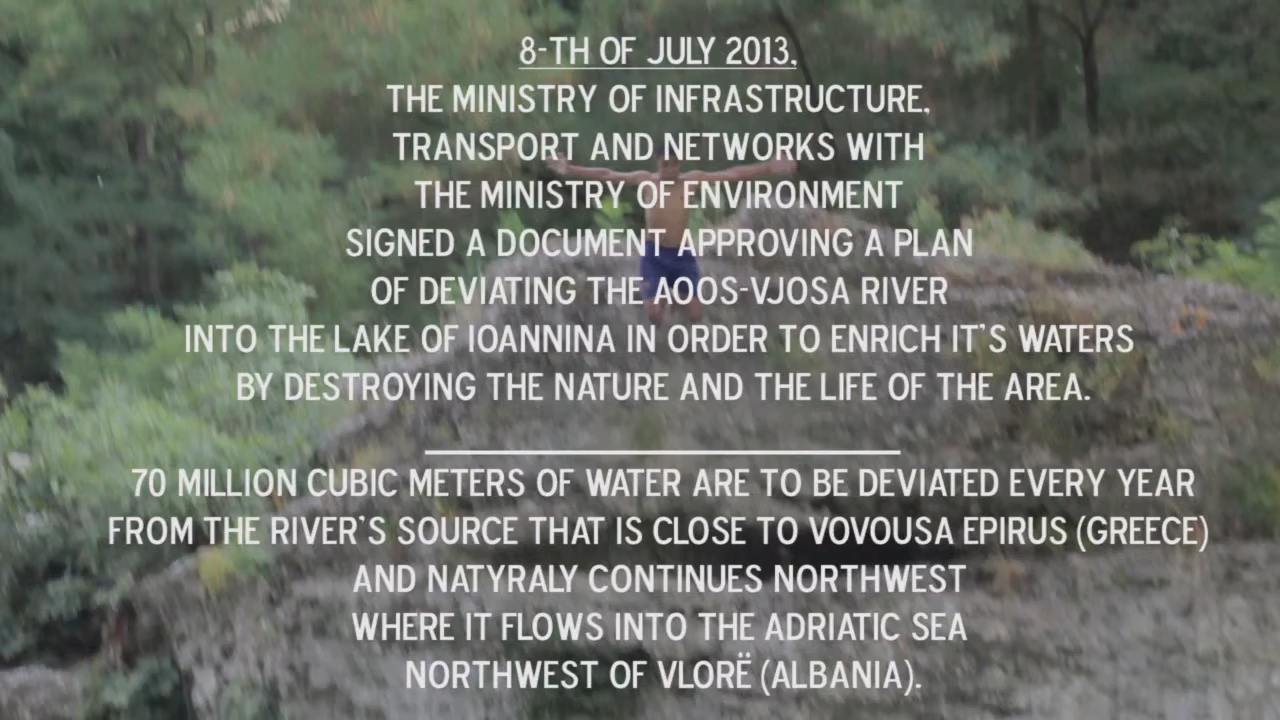 8-TH OF JULY 2013,
THE MINISTRY OF INFRASTRUCTURE,
TRANSPORT AND NETWORKS WITH
THE MINISTRY OF ENVIRONMENT
SIGNED A DOCUMENT APPROVING A PLAN
OF DEVIATING THE AOOS-VJOSA RIVER
INTO THE LAKE OF IOANNINA IN ORDER TO ENRICH IT'S WATERS
BY DESTROYING THE NATURE AND THE LIFE OF THE AREA.
70 MILLION CUBIC METERS OF WATER ARE TO BE DEVIATED EVERY YEAR
FROM THE RIVER'S SOURCE THAT IS CLOSE TO VOVOUSA EPIRUS (GREECE)
AND NATYRALY CONTINUES NORTHWEST
WHERE IT FLOWS INTO THE ADRIATIC SEA
NORTHWEST OF VLORË (ALBANIA).